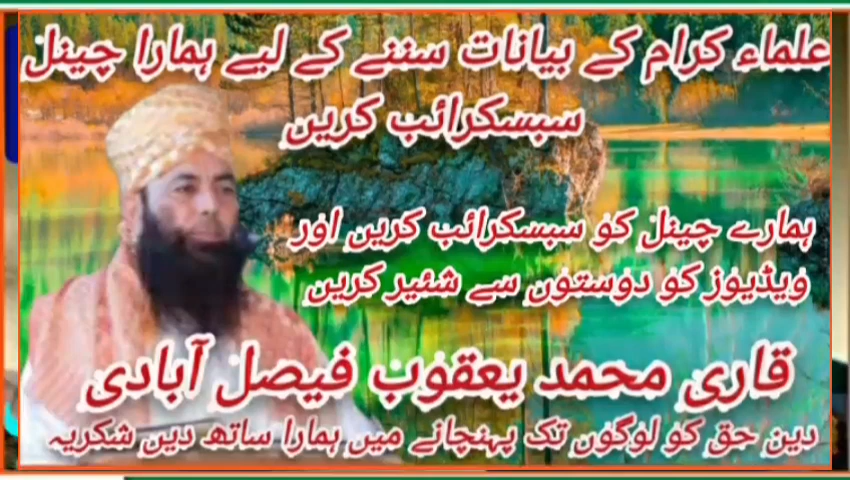 علماء کرام کے بیانات سننے کے لیے ہمارا چینل
سبسکرائب کریں
ہمارے چینل کو سبسکرائب کریں اور
ویڈیوز کو دوستوں سے شئیر کریں
قاری محمد یعقوب فیصل آبادی
دین حق کو لوگوں تک پہنچانے میں ہمارا ساتھ دیں شکریہ